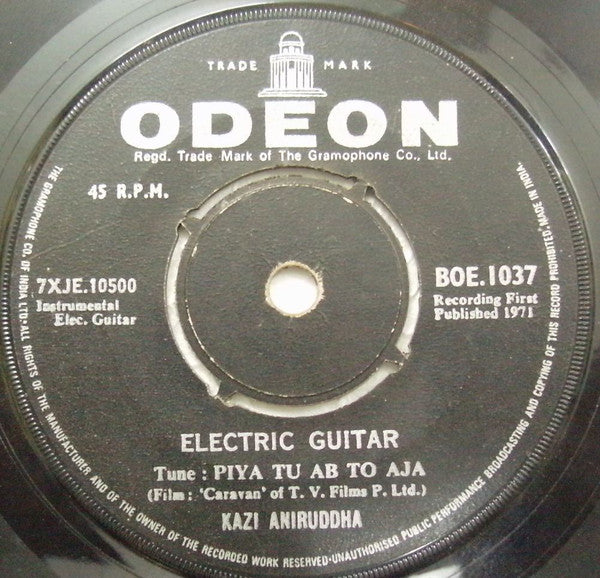 TRADE MARK
ODEON
Regd. Trade Mark of The Gramophone Co., Ltd.
45 R.P.M.
7XJE.10500
Instrumental
Elec. Guitar
BOE.1037
Recording First
Published 1971
ELECTRIC GUITAR
Tune : PIYA TU AB TO AJA
(Film : 'Caravan' of T. V. Films P. Ltd.)
KAZI ANIRUDDHA
THE GRAMOPHONE CO. OF INDIA LTD·ALL RIGHTS OF THE MANUFACTURER AND OF THE OWNER OF THE RECORDED WORK RESERVED·UNAUTHORISED PUBLIC PERFORMANCE BROADCASTING AND COPYING OF THIS RECORD PROHIBITED. MADE IN INDIA.